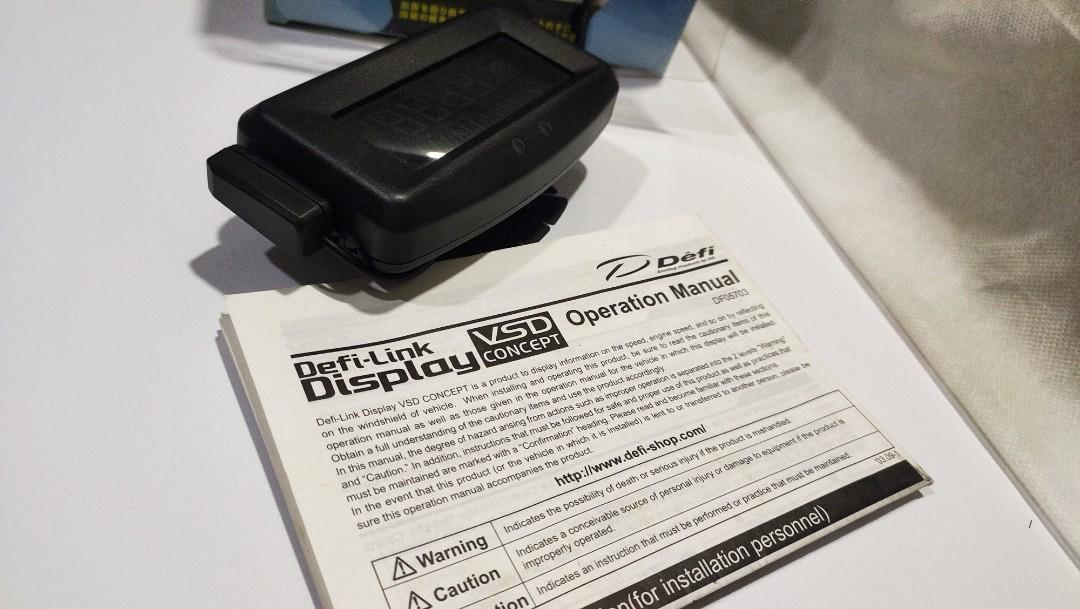 Défi
Operation Manual
DF05703
Defi-Link
Display
VSD
CONCEPT
Defi-Link Display VSD CONCEPT is a product to display information on the speed, engine speed, and so on by reflecting
on the windshield of vehicle. When installing and operating this product, be sure to read the cautionary items of this
operation manual as well as those given in the operation manual for the vehicle in which this display will be installed.
Obtain a full understanding of the cautionary items and use the product accordingly.
In this manual, the degree of hazard arising from actions such as improper operation is separated into the 2 levels "Warning"
and "Caution." In addition, instructions that must be followed for safe and proper use of this product as well as practices that
must be maintained are marked with a "Confirmation" heading. Please read and become familiar with these sections.
In the event that this product (or the vehicle in which it is installed) is lent to or transferred to another person, please be
sure this operation manual accompanies the product.
http://www.defi-shop.com/
Warning
Indicates the possibility of death or serious injury if the product is mishandled.
Caution
Indicates a conceivable source of personal injury or damage to equipment if the product is
improperly operated.
tion
Indicates an instruction that must be performed or practice that must be maintained.
'03.09-
on(for installation personnel)